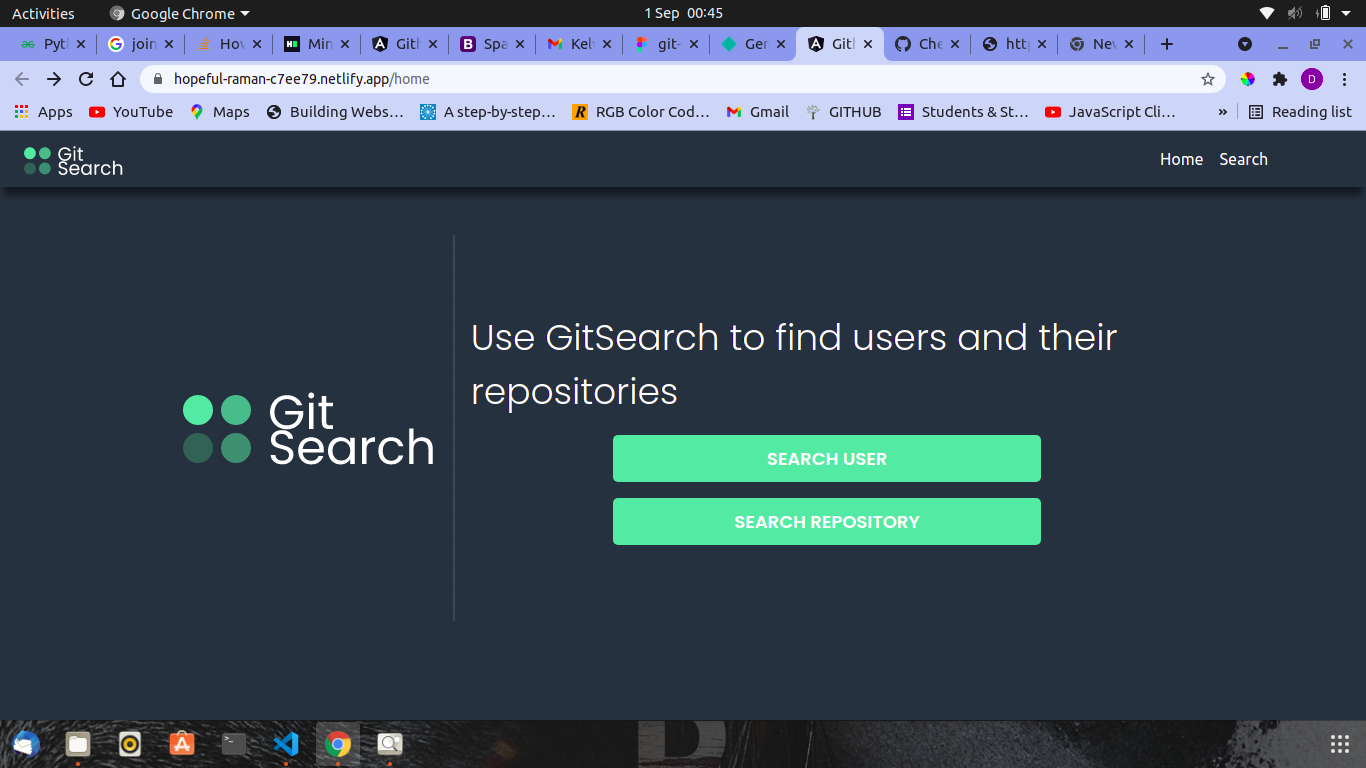 Activities
Google Chrome
1 Sep 00:45
Pytl
join
Hov
Min
Gith
Spa
Kelv
git-
Ger
Gitl
Che
http
Nev
hopeful-raman-c7ee79.netlify.app/home
D
Apps
YouTube
Maps
Building Webs…
A step-by-step…
RGB Color Cod…
Gmail
GITHUB
Students & St…
JavaScript Cli…
»
Reading list
Git
Search
Home
Search
Use GitSearch to find users and their
repositories
Git
Search
SEARCH USER
SEARCH REPOSITORY